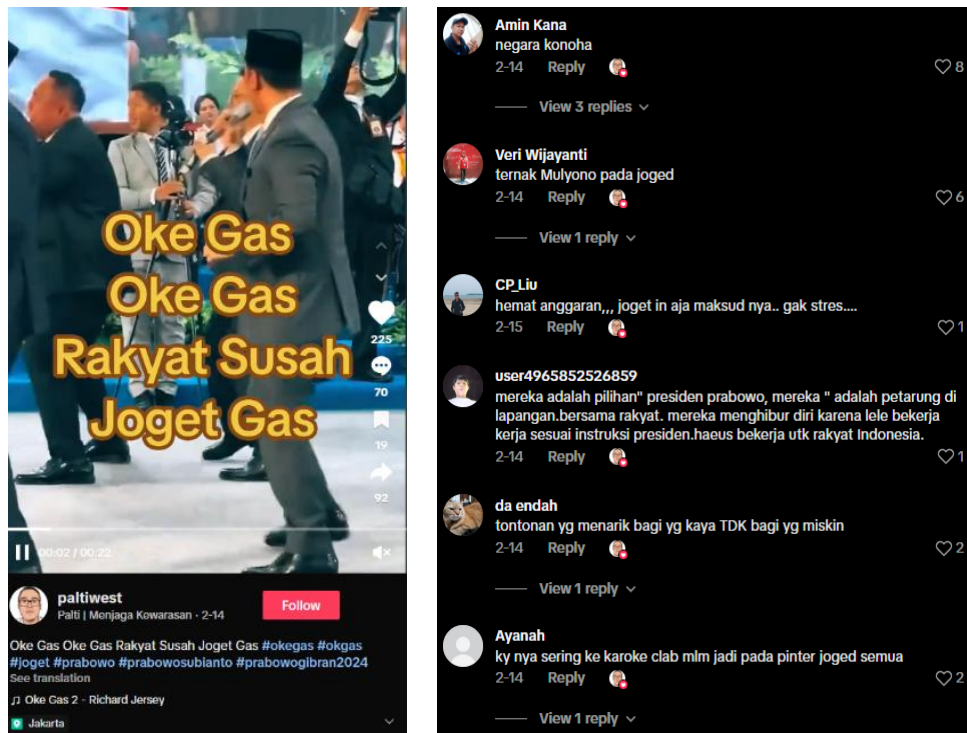 Oke Gas
Oke Gas
Rakyat Susah
Joget Gas
225
70
19
92
00:02 / 00:22
paltiwest
Palti | Menjaga Kowarasan · 2-14
Follow
Oke Gas Oke Gas Rakyat Susah Joget Gas #okegas #okgas
#joget #prabowo #prabowosubianto #prabowogibran2024
See translation
Oke Gas 2 - Richard Jersey
Jakarta
Amin Kana
negara konoha
2-14 Reply 8
View 3 replies
Veri Wijayanti
ternak Mulyono pada joged
2-14 Reply 6
View 1 reply
CP_Liu
hemat anggaran,,, joget in aja maksud nya.. gak stres....
2-15 Reply 1
user4965852526859
mereka adalah pilihan" presiden prabowo, mereka " adalah petarung di
lapangan.bersama rakyat. mereka menghibur diri karena lele bekerja
kerja sesuai instruksi presiden.haeus bekerja utk rakyat Indonesia.
2-14 Reply 1
da endah
tontonan yg menarik bagi yg kaya TDK bagi yg miskin
2-14 Reply 2
View 1 reply
Ayanah
ky nya sering ke karoke clab mlm jadi pada pinter joged semua
2-14 Reply 2
View 1 reply